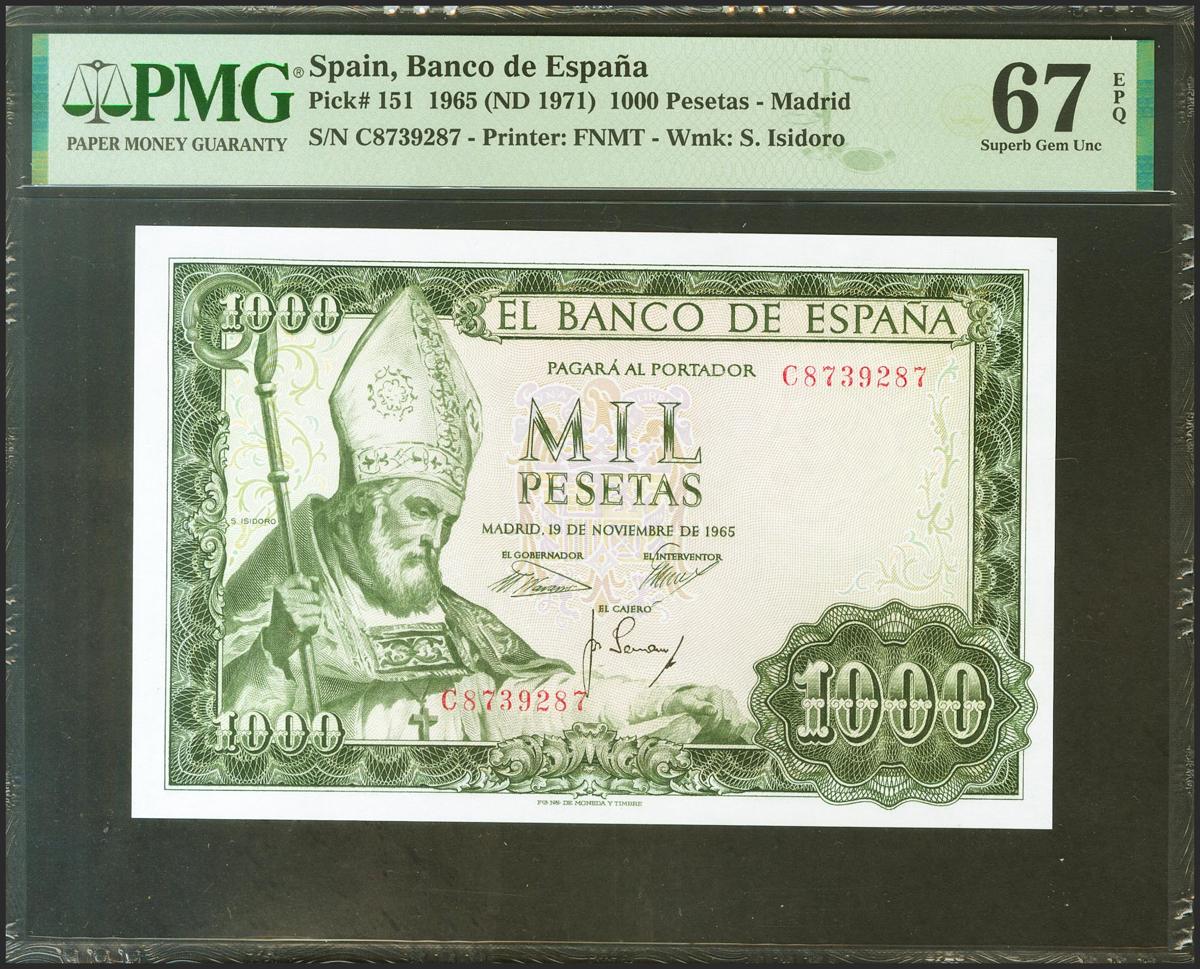 PMG®
PAPER MONEY GUARANTY
Spain, Banco de España
Pick# 151 1965 (ND 1971) 1000 Pesetas - Madrid
S/N C8739287 - Printer: FNMT - Wmk: S. Isidoro
67
EPQ
Superb Gem Unc
1000
EL BANCO DE ESPAÑA
PAGARÁ AL PORTADOR
C8739287
MIL
PESETAS
S. ISIDORO
MADRID, 19 DE NOVIEMBRE DE 1965
EL GOBERNADOR
EL INTERVENTOR
EL CAJERO
C8739287
1000
1000
DE MONEDA Y TIMBRE